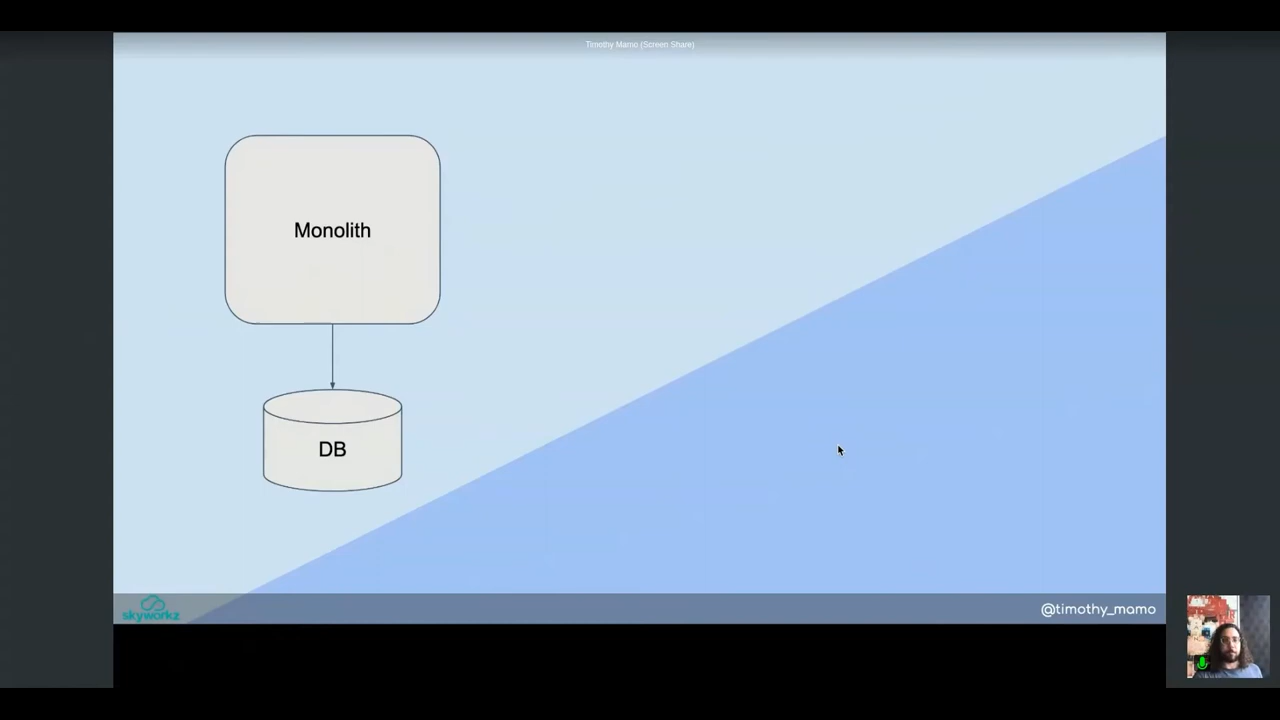 Timothy Mamo (Screen Share)
Monolith
DB
skyworkz
@timothy_mamo